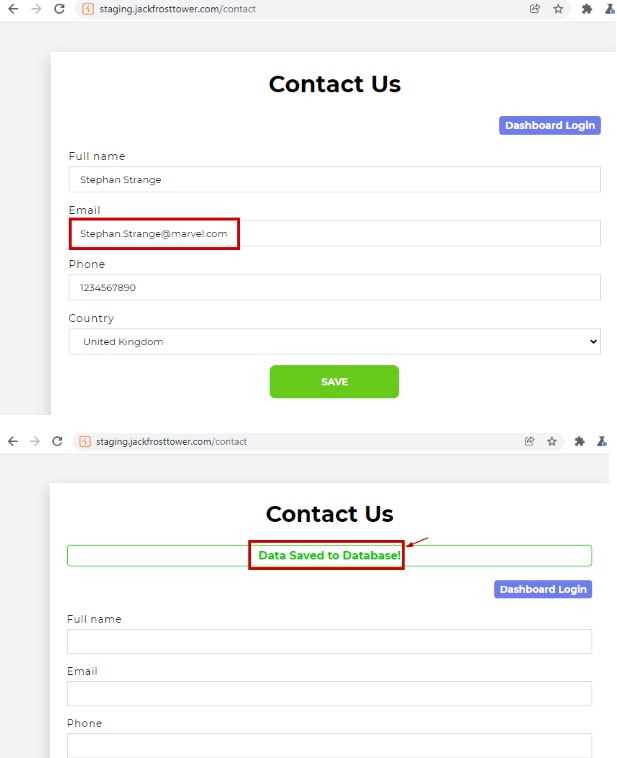 staging.jackfrosttower.com/contact
Contact Us
Dashboard Login
Full name
Stephan Strange
Email
Stephan.Strange@marvel.com
Phone
1234567890
Country
United Kingdom
SAVE
staging.jackfrosttower.com/contact
Contact Us
Data Saved to Database!
Dashboard Login
Full name
Email
Phone